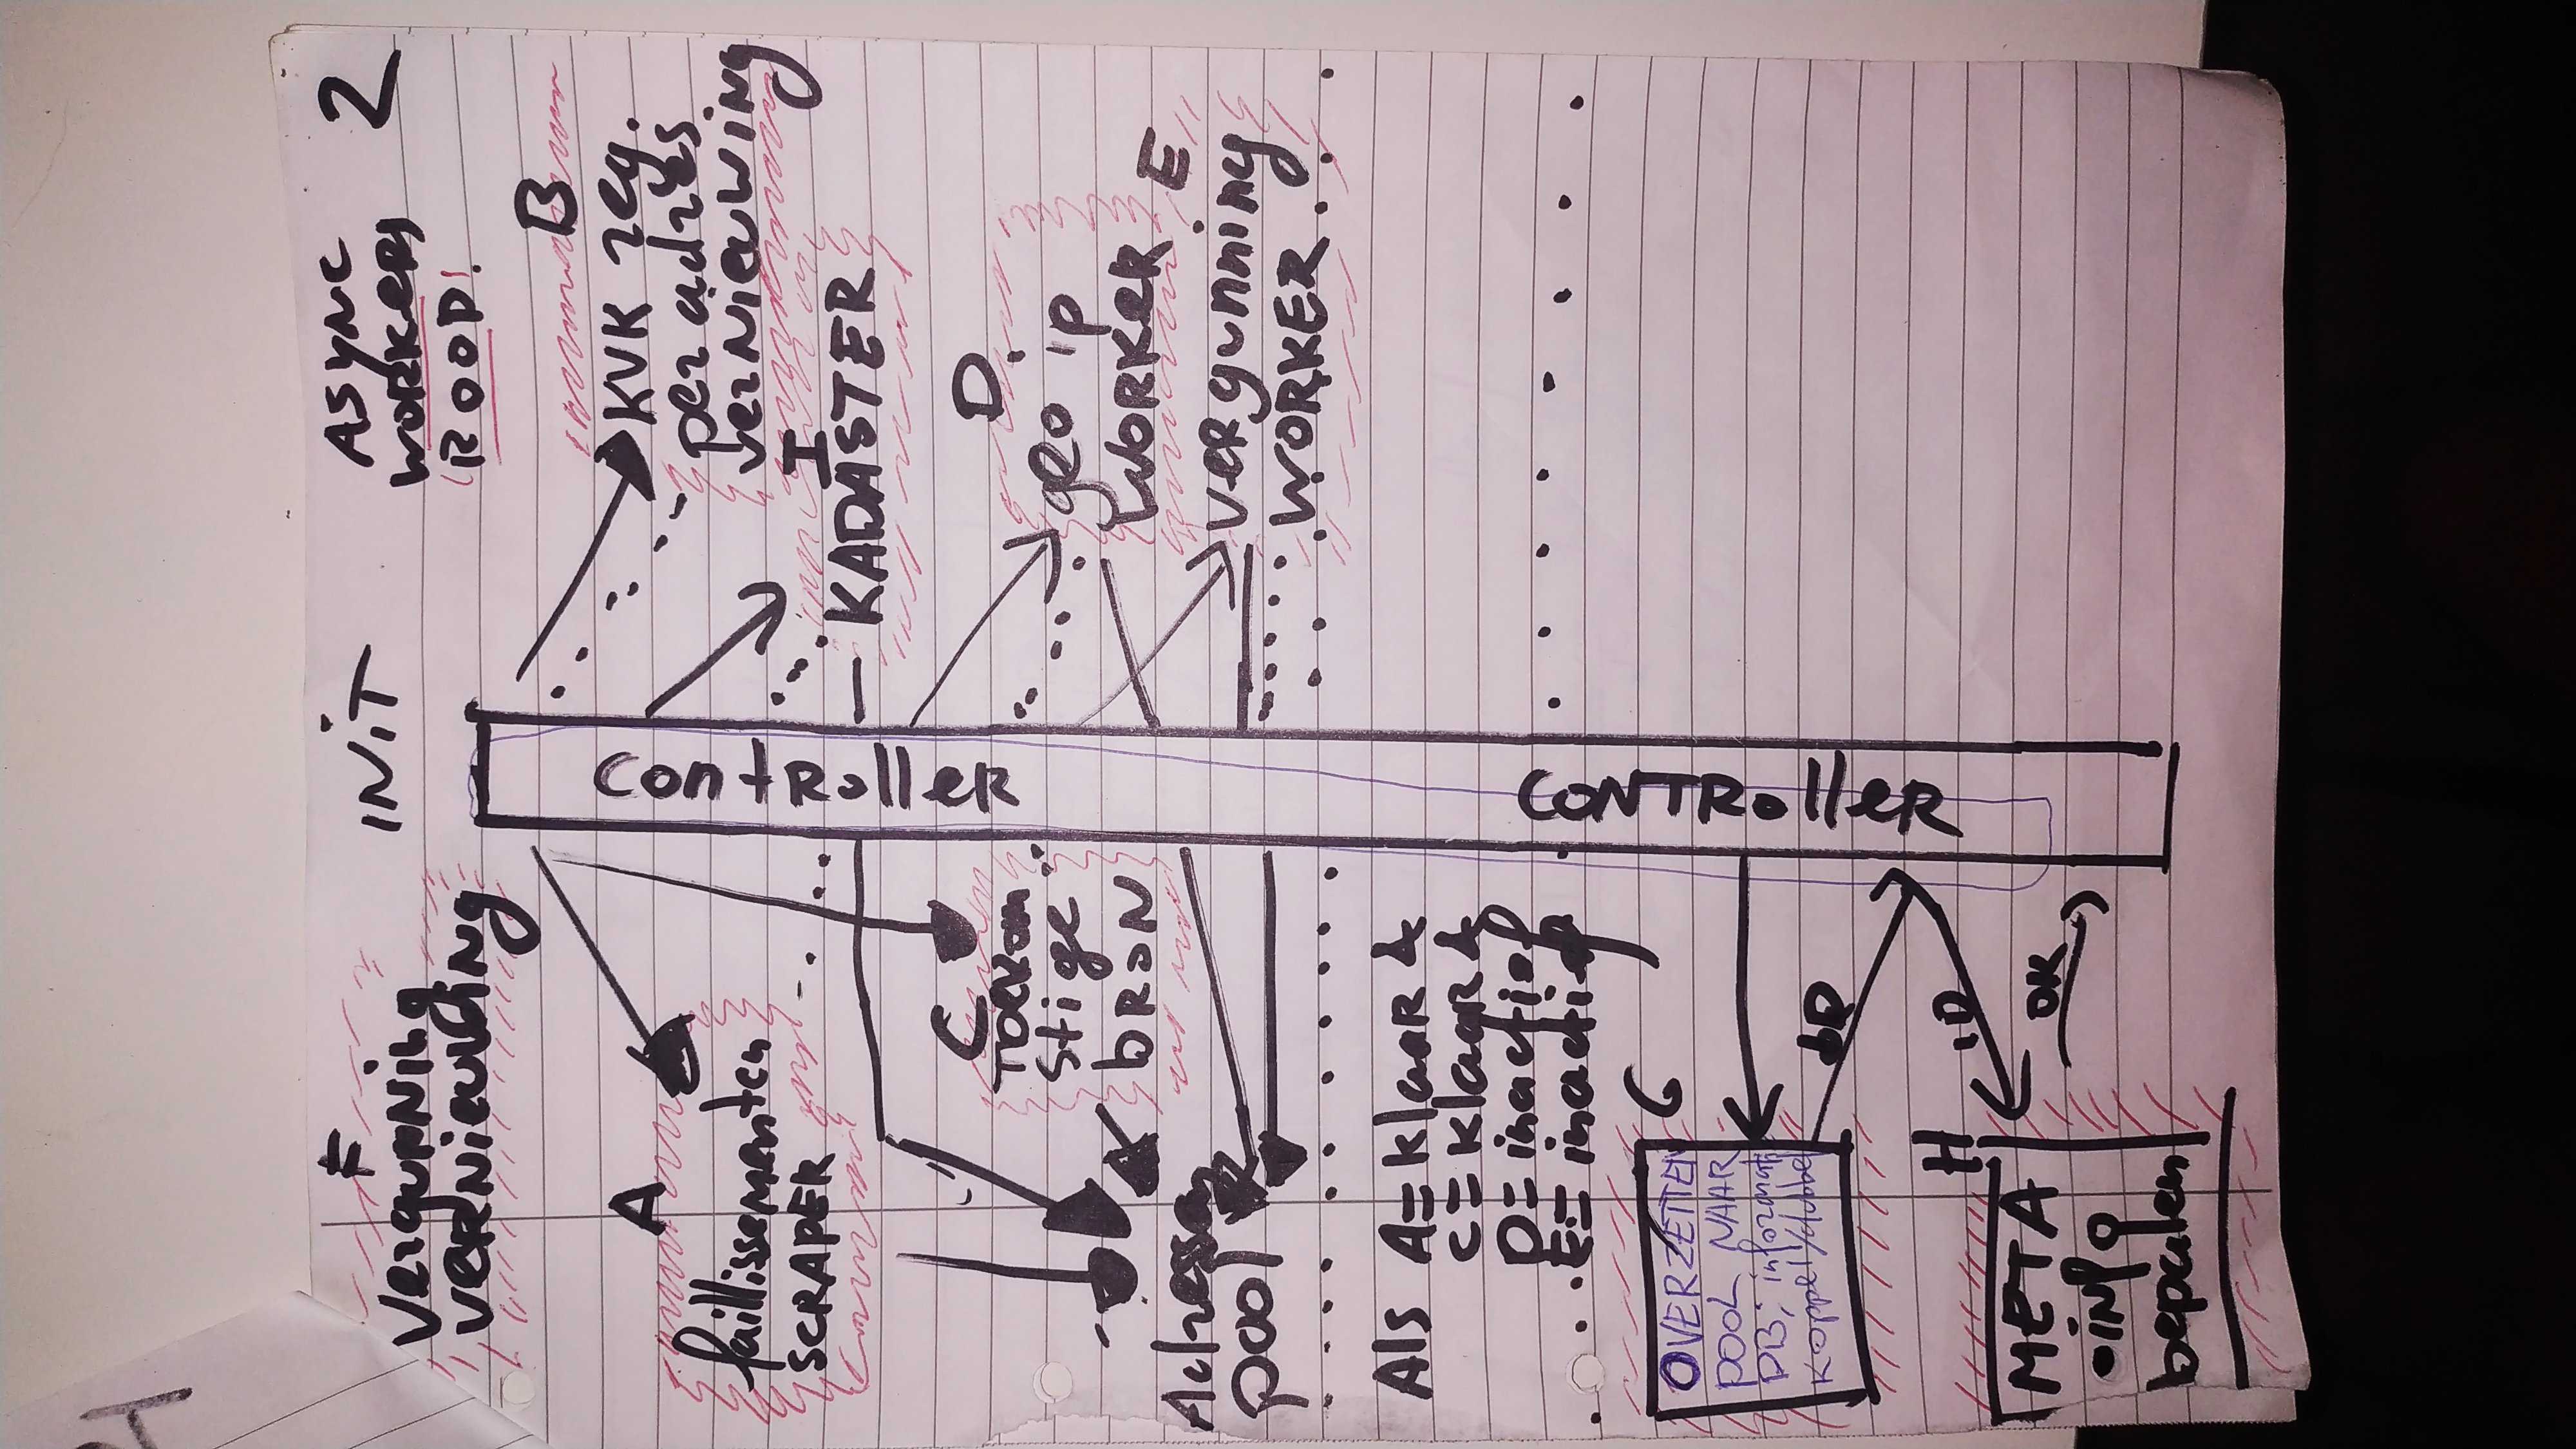 H
INIT
ASYNC
WORKERS
ROOD!
2
F
Vergunning
VERNieuwing
B
KVK reg.
per adres
verNieuwing
A
faillissementen
SCRAPER
I
KADASTER
Controller
C
Toekom
stige
bRoN
D
geo ip
WORKER
E
veRgunning
WORKER
Adressen
pool
Als A = klaaR &
C = klaaR &
D = inactief
E = inactief
G
OVERZETTEN
POOL NAAR
DB; informati
koppel/dubbel
CONTRollER
ID
H
META
-info
bepalen
OK